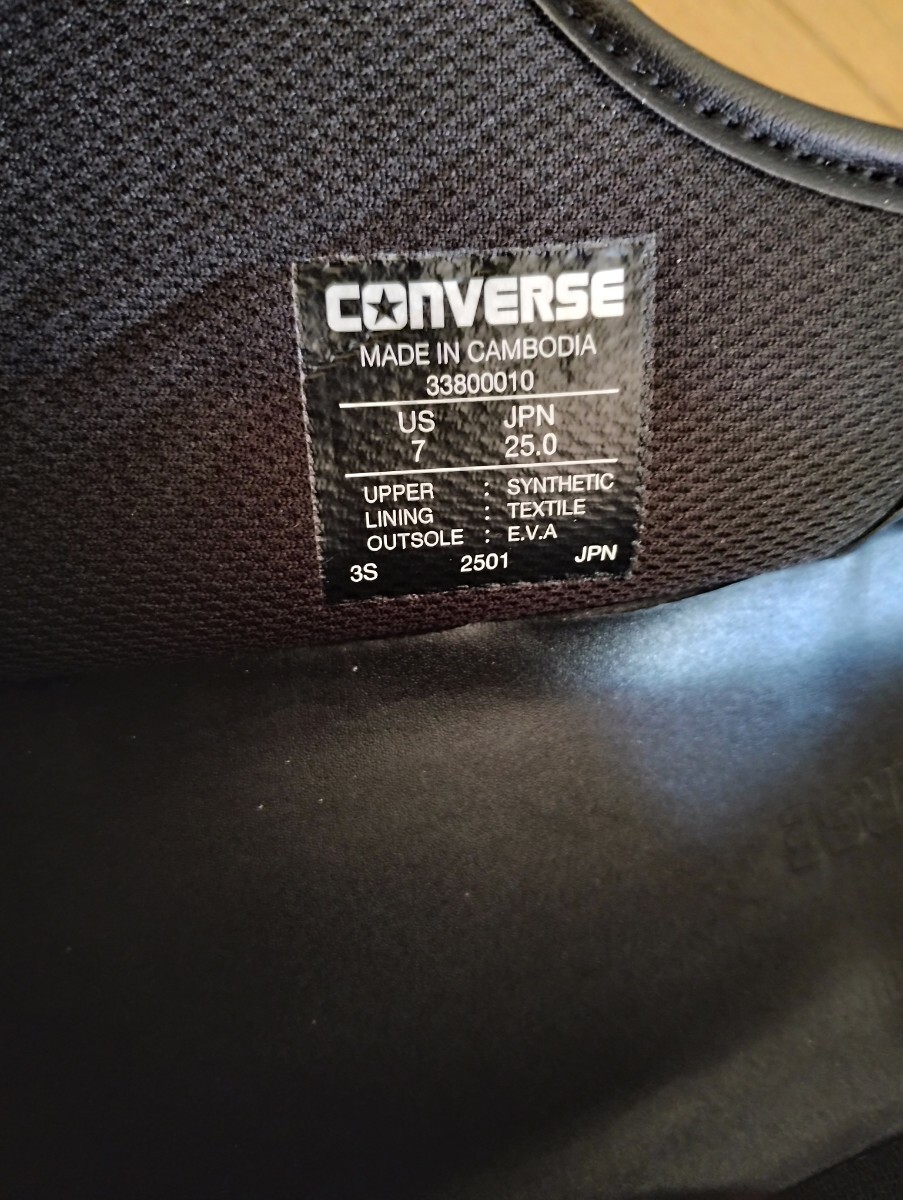 CONVERSE
MADE IN CAMBODIA
33800010
US JPN
7 25.0
UPPER : SYNTHETIC
LINING : TEXTILE
OUTSOLE : E.V.A
3S 2501 JPN